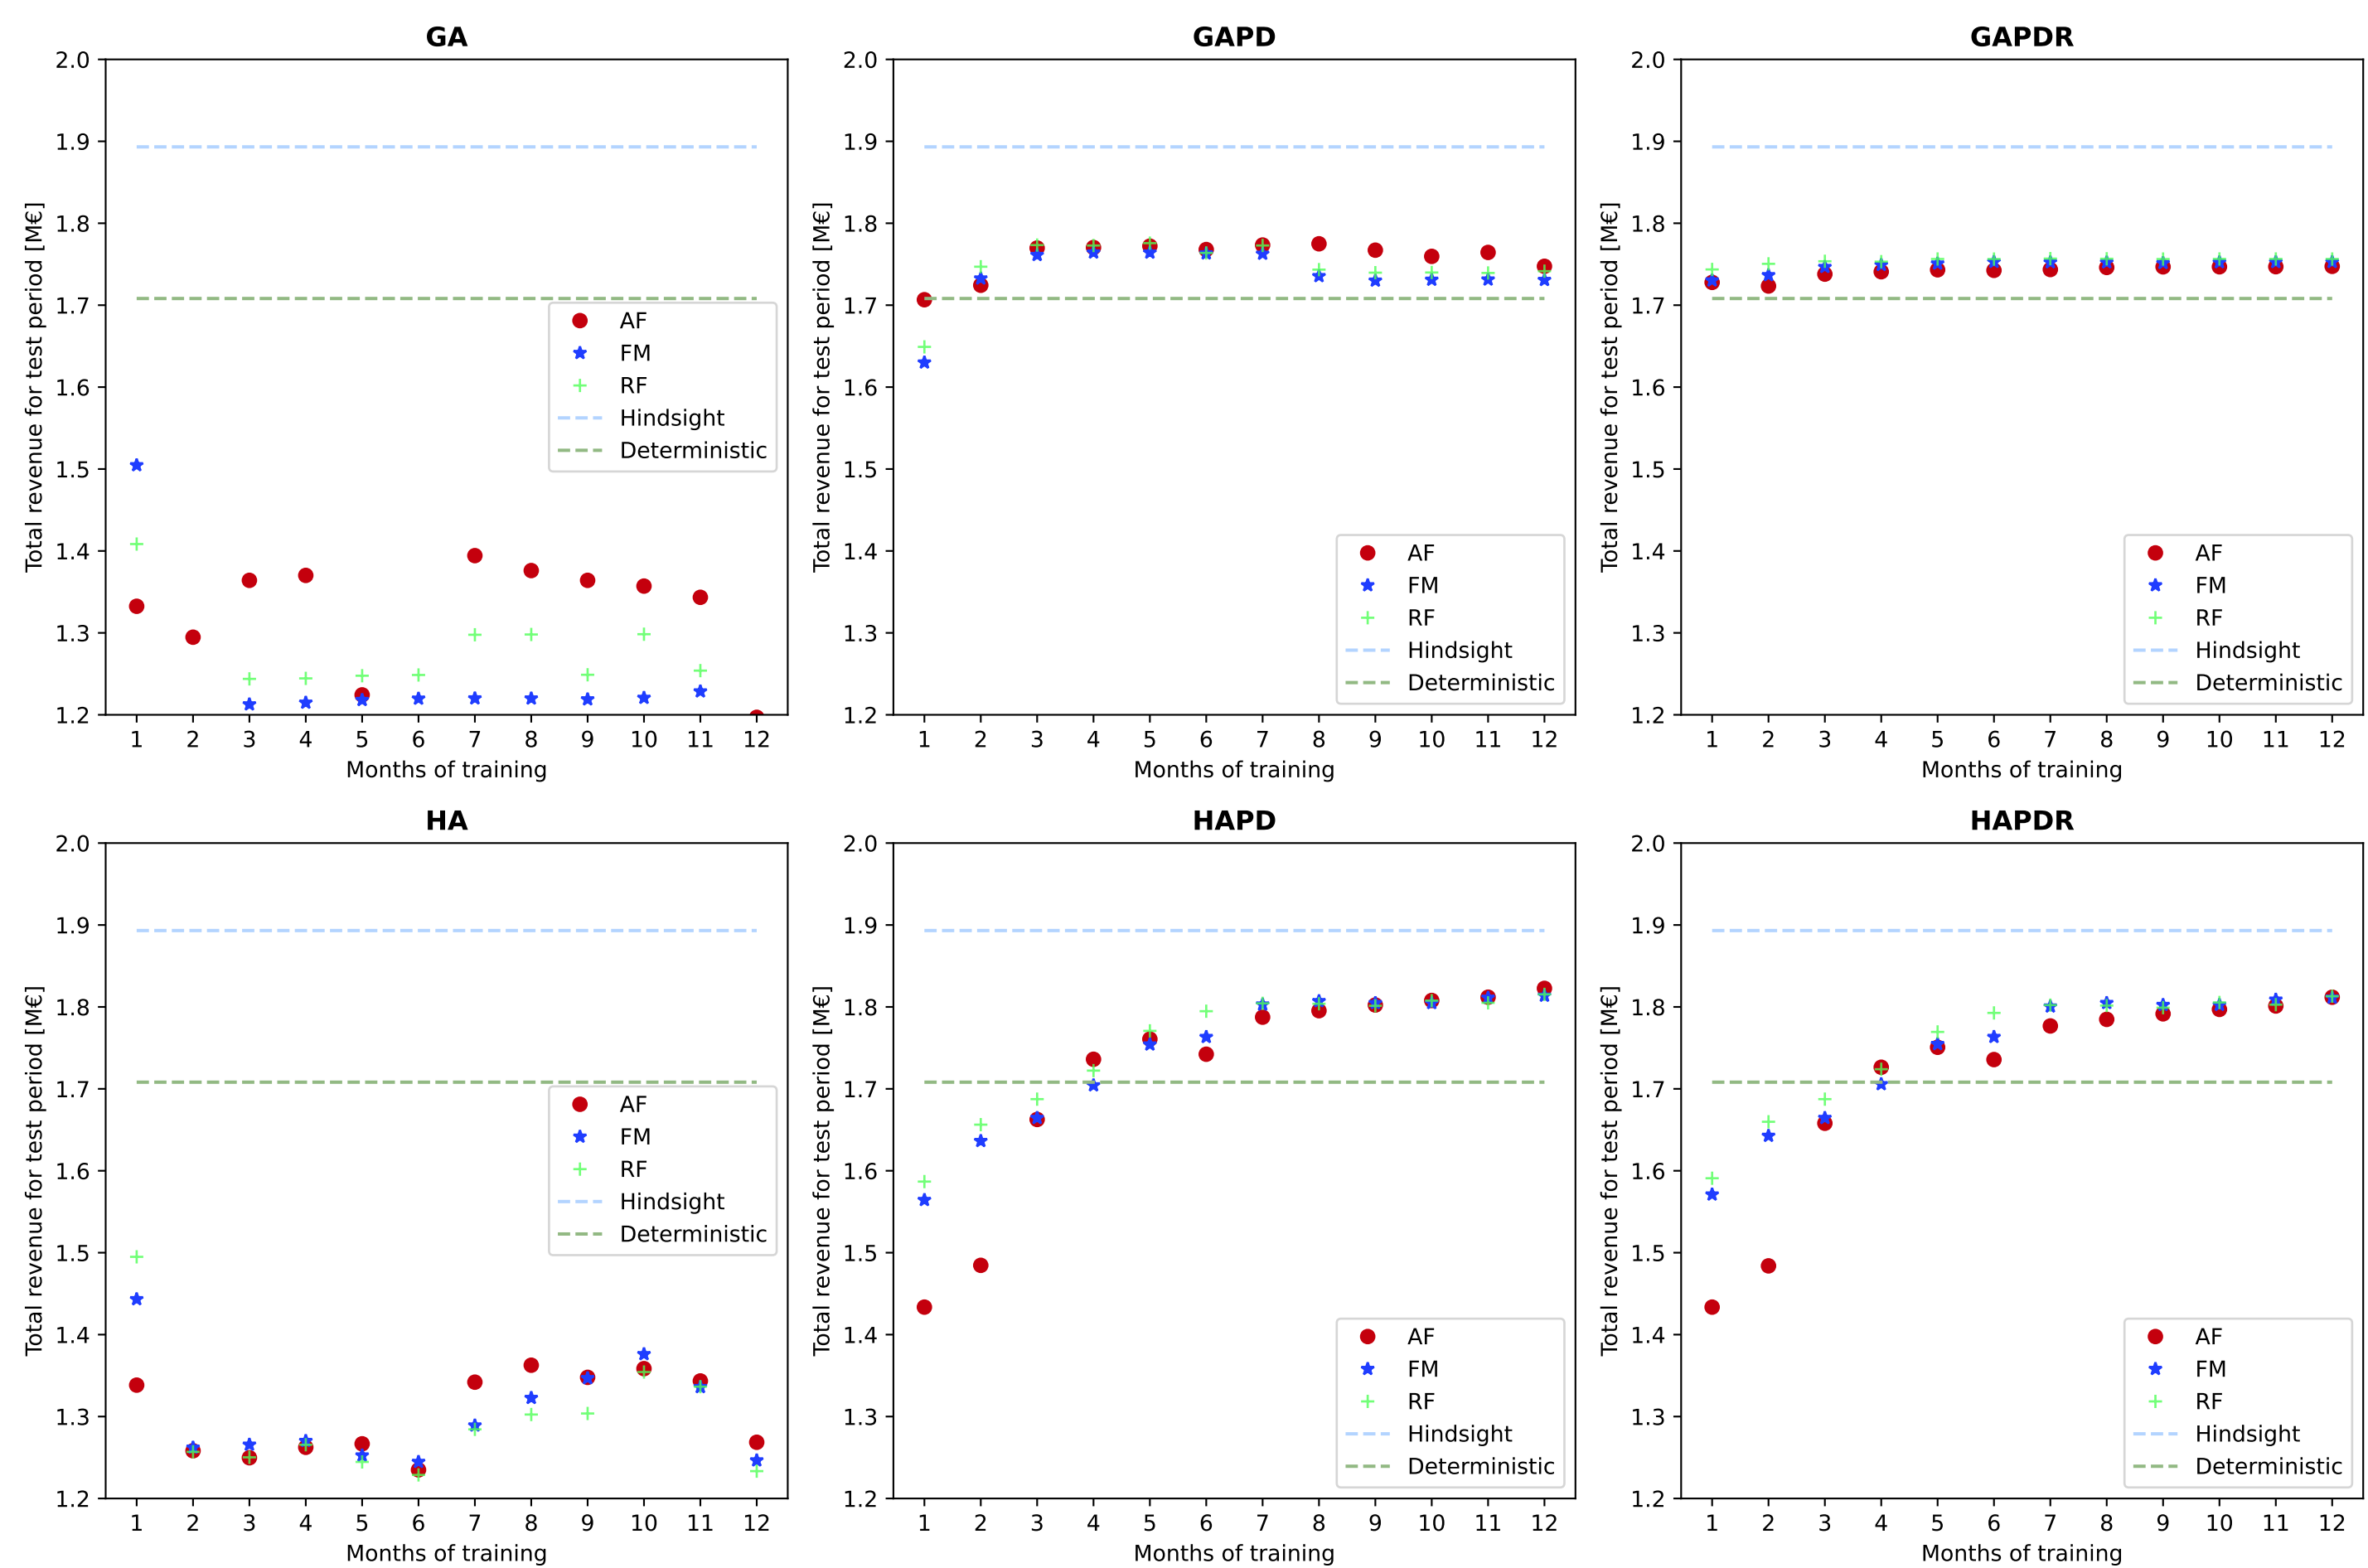 GA
Total revenue for test period [M€]
2.0
1.9
1.8
1.7
1.6
1.5
1.4
1.3
1.2
AF
FM
RF
Hindsight
Deterministic
1 2 3 4 5 6 7 8 9 10 11 12
Months of training
GAPD
Total revenue for test period [M€]
2.0
1.9
1.8
1.7
1.6
1.5
1.4
1.3
1.2
AF
FM
RF
Hindsight
Deterministic
1 2 3 4 5 6 7 8 9 10 11 12
Months of training
GAPDR
Total revenue for test period [M€]
2.0
1.9
1.8
1.7
1.6
1.5
1.4
1.3
1.2
AF
FM
RF
Hindsight
Deterministic
1 2 3 4 5 6 7 8 9 10 11 12
Months of training
HA
Total revenue for test period [M€]
2.0
1.9
1.8
1.7
1.6
1.5
1.4
1.3
1.2
AF
FM
RF
Hindsight
Deterministic
1 2 3 4 5 6 7 8 9 10 11 12
Months of training
HAPD
Total revenue for test period [M€]
2.0
1.9
1.8
1.7
1.6
1.5
1.4
1.3
1.2
AF
FM
RF
Hindsight
Deterministic
1 2 3 4 5 6 7 8 9 10 11 12
Months of training
HAPDR
Total revenue for test period [M€]
2.0
1.9
1.8
1.7
1.6
1.5
1.4
1.3
1.2
AF
FM
RF
Hindsight
Deterministic
1 2 3 4 5 6 7 8 9 10 11 12
Months of training